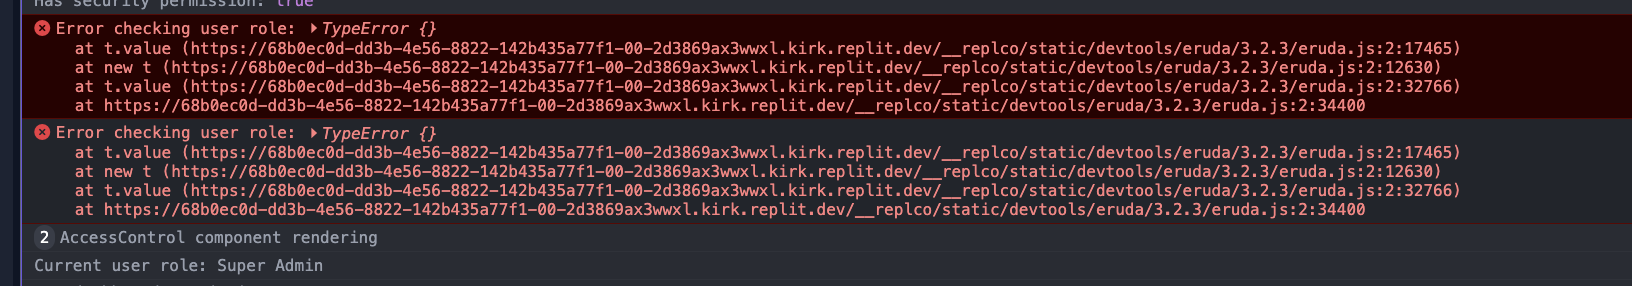 Has security permission: true
Error checking user role: ▶TypeError {}
at t.value (https://68b0ec0d-dd3b-4e56-8822-142b435a77f1-00-2d3869ax3wwxl.kirk.replit.dev/__replco/static/devtools/eruda/3.2.3/eruda.js:2:17465)
at new t (https://68b0ec0d-dd3b-4e56-8822-142b435a77f1-00-2d3869ax3wwxl.kirk.replit.dev/__replco/static/devtools/eruda/3.2.3/eruda.js:2:12630)
at t.value (https://68b0ec0d-dd3b-4e56-8822-142b435a77f1-00-2d3869ax3wwxl.kirk.replit.dev/__replco/static/devtools/eruda/3.2.3/eruda.js:2:32766)
at https://68b0ec0d-dd3b-4e56-8822-142b435a77f1-00-2d3869ax3wwxl.kirk.replit.dev/__replco/static/devtools/eruda/3.2.3/eruda.js:2:34400
Error checking user role: ▶TypeError {}
at t.value (https://68b0ec0d-dd3b-4e56-8822-142b435a77f1-00-2d3869ax3wwxl.kirk.replit.dev/__replco/static/devtools/eruda/3.2.3/eruda.js:2:17465)
at new t (https://68b0ec0d-dd3b-4e56-8822-142b435a77f1-00-2d3869ax3wwxl.kirk.replit.dev/__replco/static/devtools/eruda/3.2.3/eruda.js:2:12630)
at t.value (https://68b0ec0d-dd3b-4e56-8822-142b435a77f1-00-2d3869ax3wwxl.kirk.replit.dev/__replco/static/devtools/eruda/3.2.3/eruda.js:2:32766)
at https://68b0ec0d-dd3b-4e56-8822-142b435a77f1-00-2d3869ax3wwxl.kirk.replit.dev/__replco/static/devtools/eruda/3.2.3/eruda.js:2:34400
2 AccessControl component rendering
Current user role: Super Admin